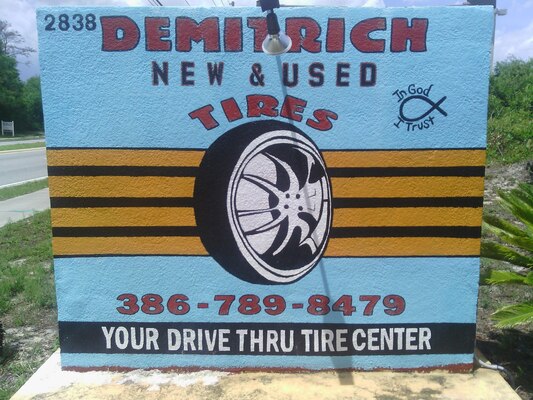 2838
DEMITRICH
NEW & USED
TIRES
In God
I Trust
386-789-8479
YOUR DRIVE THRU TIRE CENTER